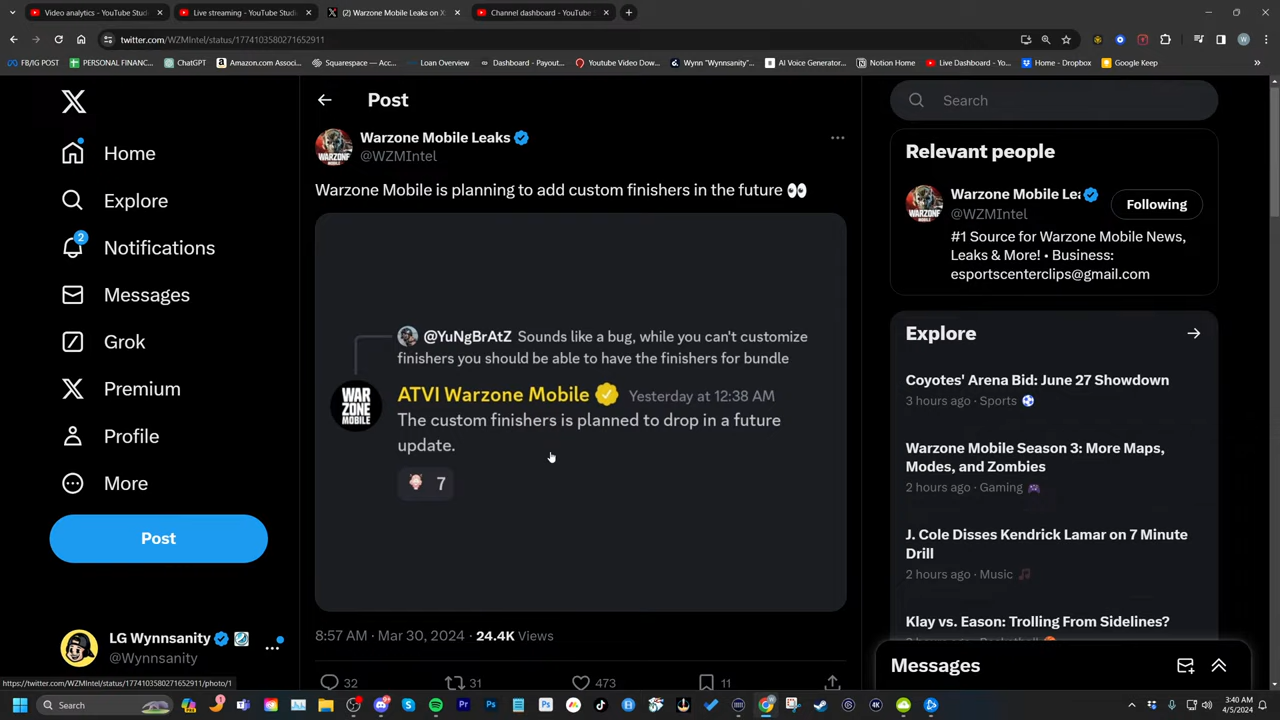 Video analytics - YouTube Studi
Live streaming - YouTube Studi
(2) Warzone Mobile Leaks on X
Channel dashboard - YouTube S
twitter.com/WZMIntel/status/1774103580271652911
FB/IG POST
PERSONAL FINANC...
ChatGPT
Amazon.com Associ...
Squarespace — Acc...
Loan Overview
Dashboard - Payout...
Youtube Video Dow...
Wynn "Wynnsanity"...
AI Voice Generator...
Notion Home
Live Dashboard - Yo...
Home - Dropbox
Google Keep
Home
Explore
Notifications
2
Messages
Grok
Premium
Profile
More
Post
LG Wynnsanity
@Wynnsanity
Post
Warzone Mobile Leaks
@WZMIntel
Warzone Mobile is planning to add custom finishers in the future 👀
@YuNgBrAtZ Sounds like a bug, while you can't customize
finishers you should be able to have the finishers for bundle
WAR
ZONE
MOBILE
ATVI Warzone Mobile Yesterday at 12:38 AM
The custom finishers is planned to drop in a future
update.
7
8:57 AM · Mar 30, 2024 · 24.4K Views
32
31
473
11
Search
Relevant people
Warzone Mobile Le
@WZMIntel
Following
#1 Source for Warzone Mobile News,
Leaks & More! • Business:
esportscenterclips@gmail.com
Explore
Coyotes' Arena Bid: June 27 Showdown
3 hours ago · Sports
Warzone Mobile Season 3: More Maps,
Modes, and Zombies
2 hours ago · Gaming
J. Cole Disses Kendrick Lamar on 7 Minute
Drill
2 hours ago · Music
Klay vs. Eason: Trolling From Sidelines?
Messages
https://twitter.com/WZMIntel/status/1774103580271652911/photo/1
Search
3:40 AM
4/5/2024